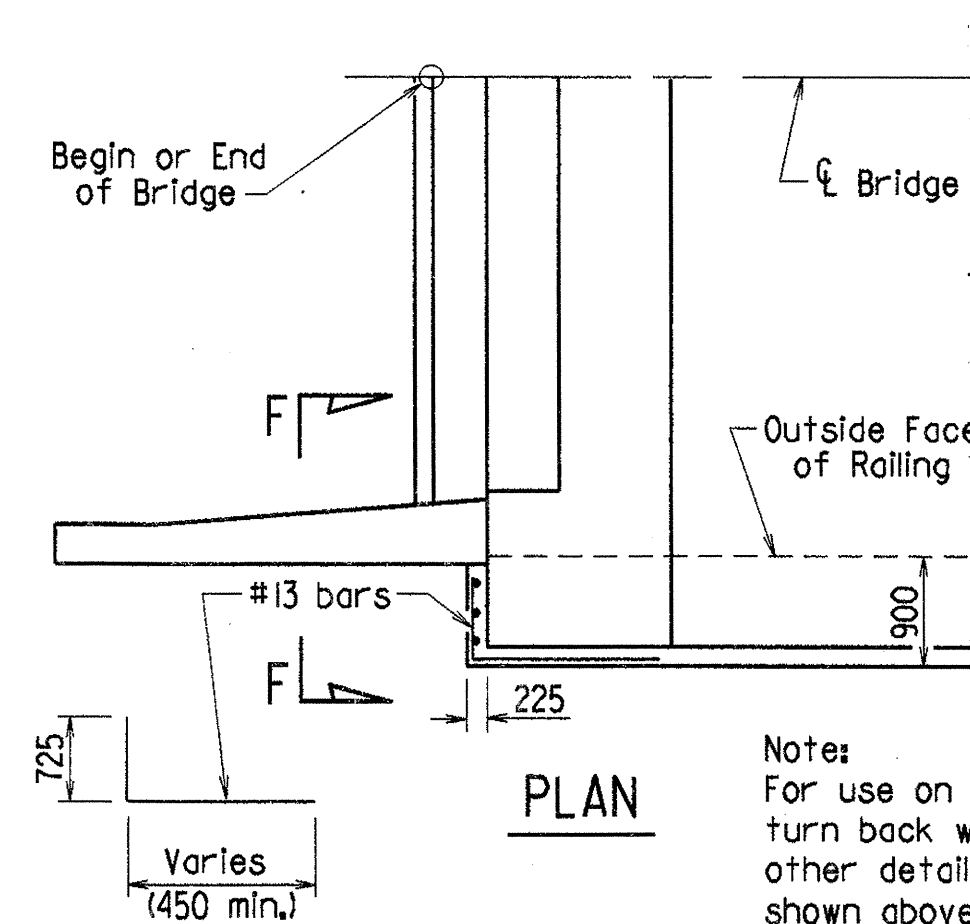 Begin or End
of Bridge
℄ Bridge
F
Outside Face
of Railing
#13 bars
900
F
225
725
PLAN
Varies
(450 min.)
Note:
For use on
turn back
other detail
shown above